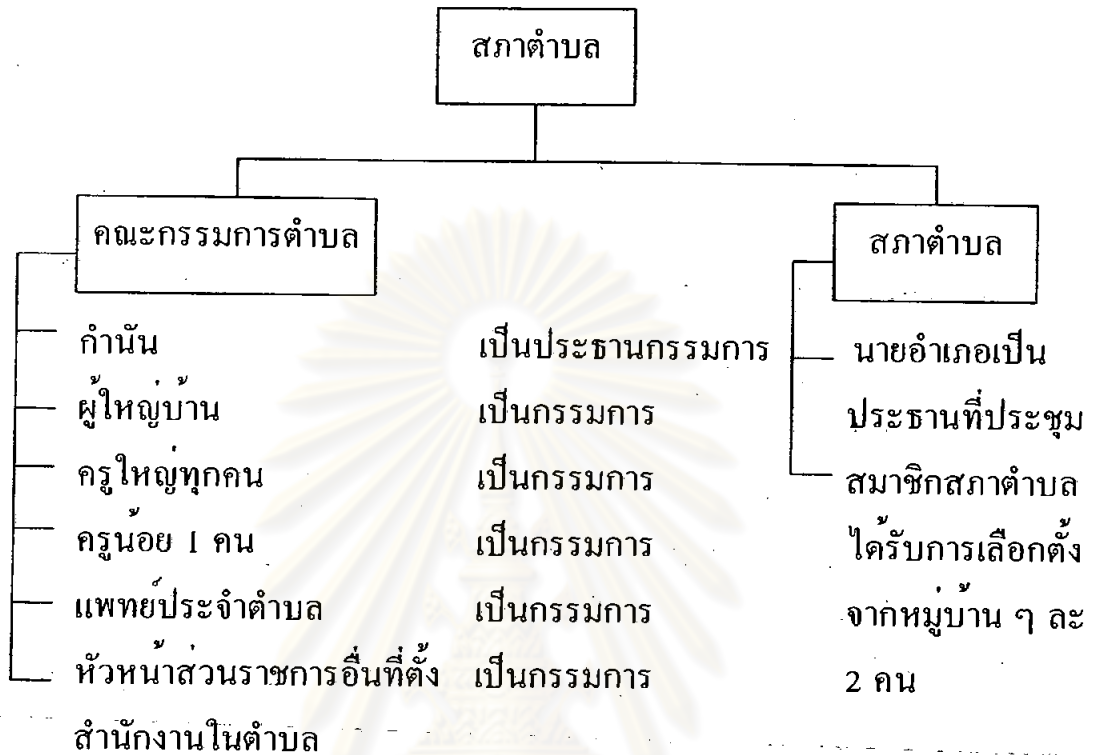 สภาตำบล
คณะกรรมการตำบล
กำนัน เป็นประธานกรรมการ
ผู้ใหญ่บ้าน เป็นกรรมการ
ครูใหญ่ทุกคน เป็นกรรมการ
ครูน้อย 1 คน เป็นกรรมการ
แพทย์ประจำตำบล เป็นกรรมการ
หัวหน้าส่วนราชการอื่นที่ตั้ง เป็นกรรมการ
สำนักงานในตำบล
สภาตำบล
นายอำเภอเป็น
ประธานที่ประชุม
สมาชิกสภาตำบล
ได้รับการเลือกตั้ง
จากหมู่บ้าน ๆ ละ
2 คน